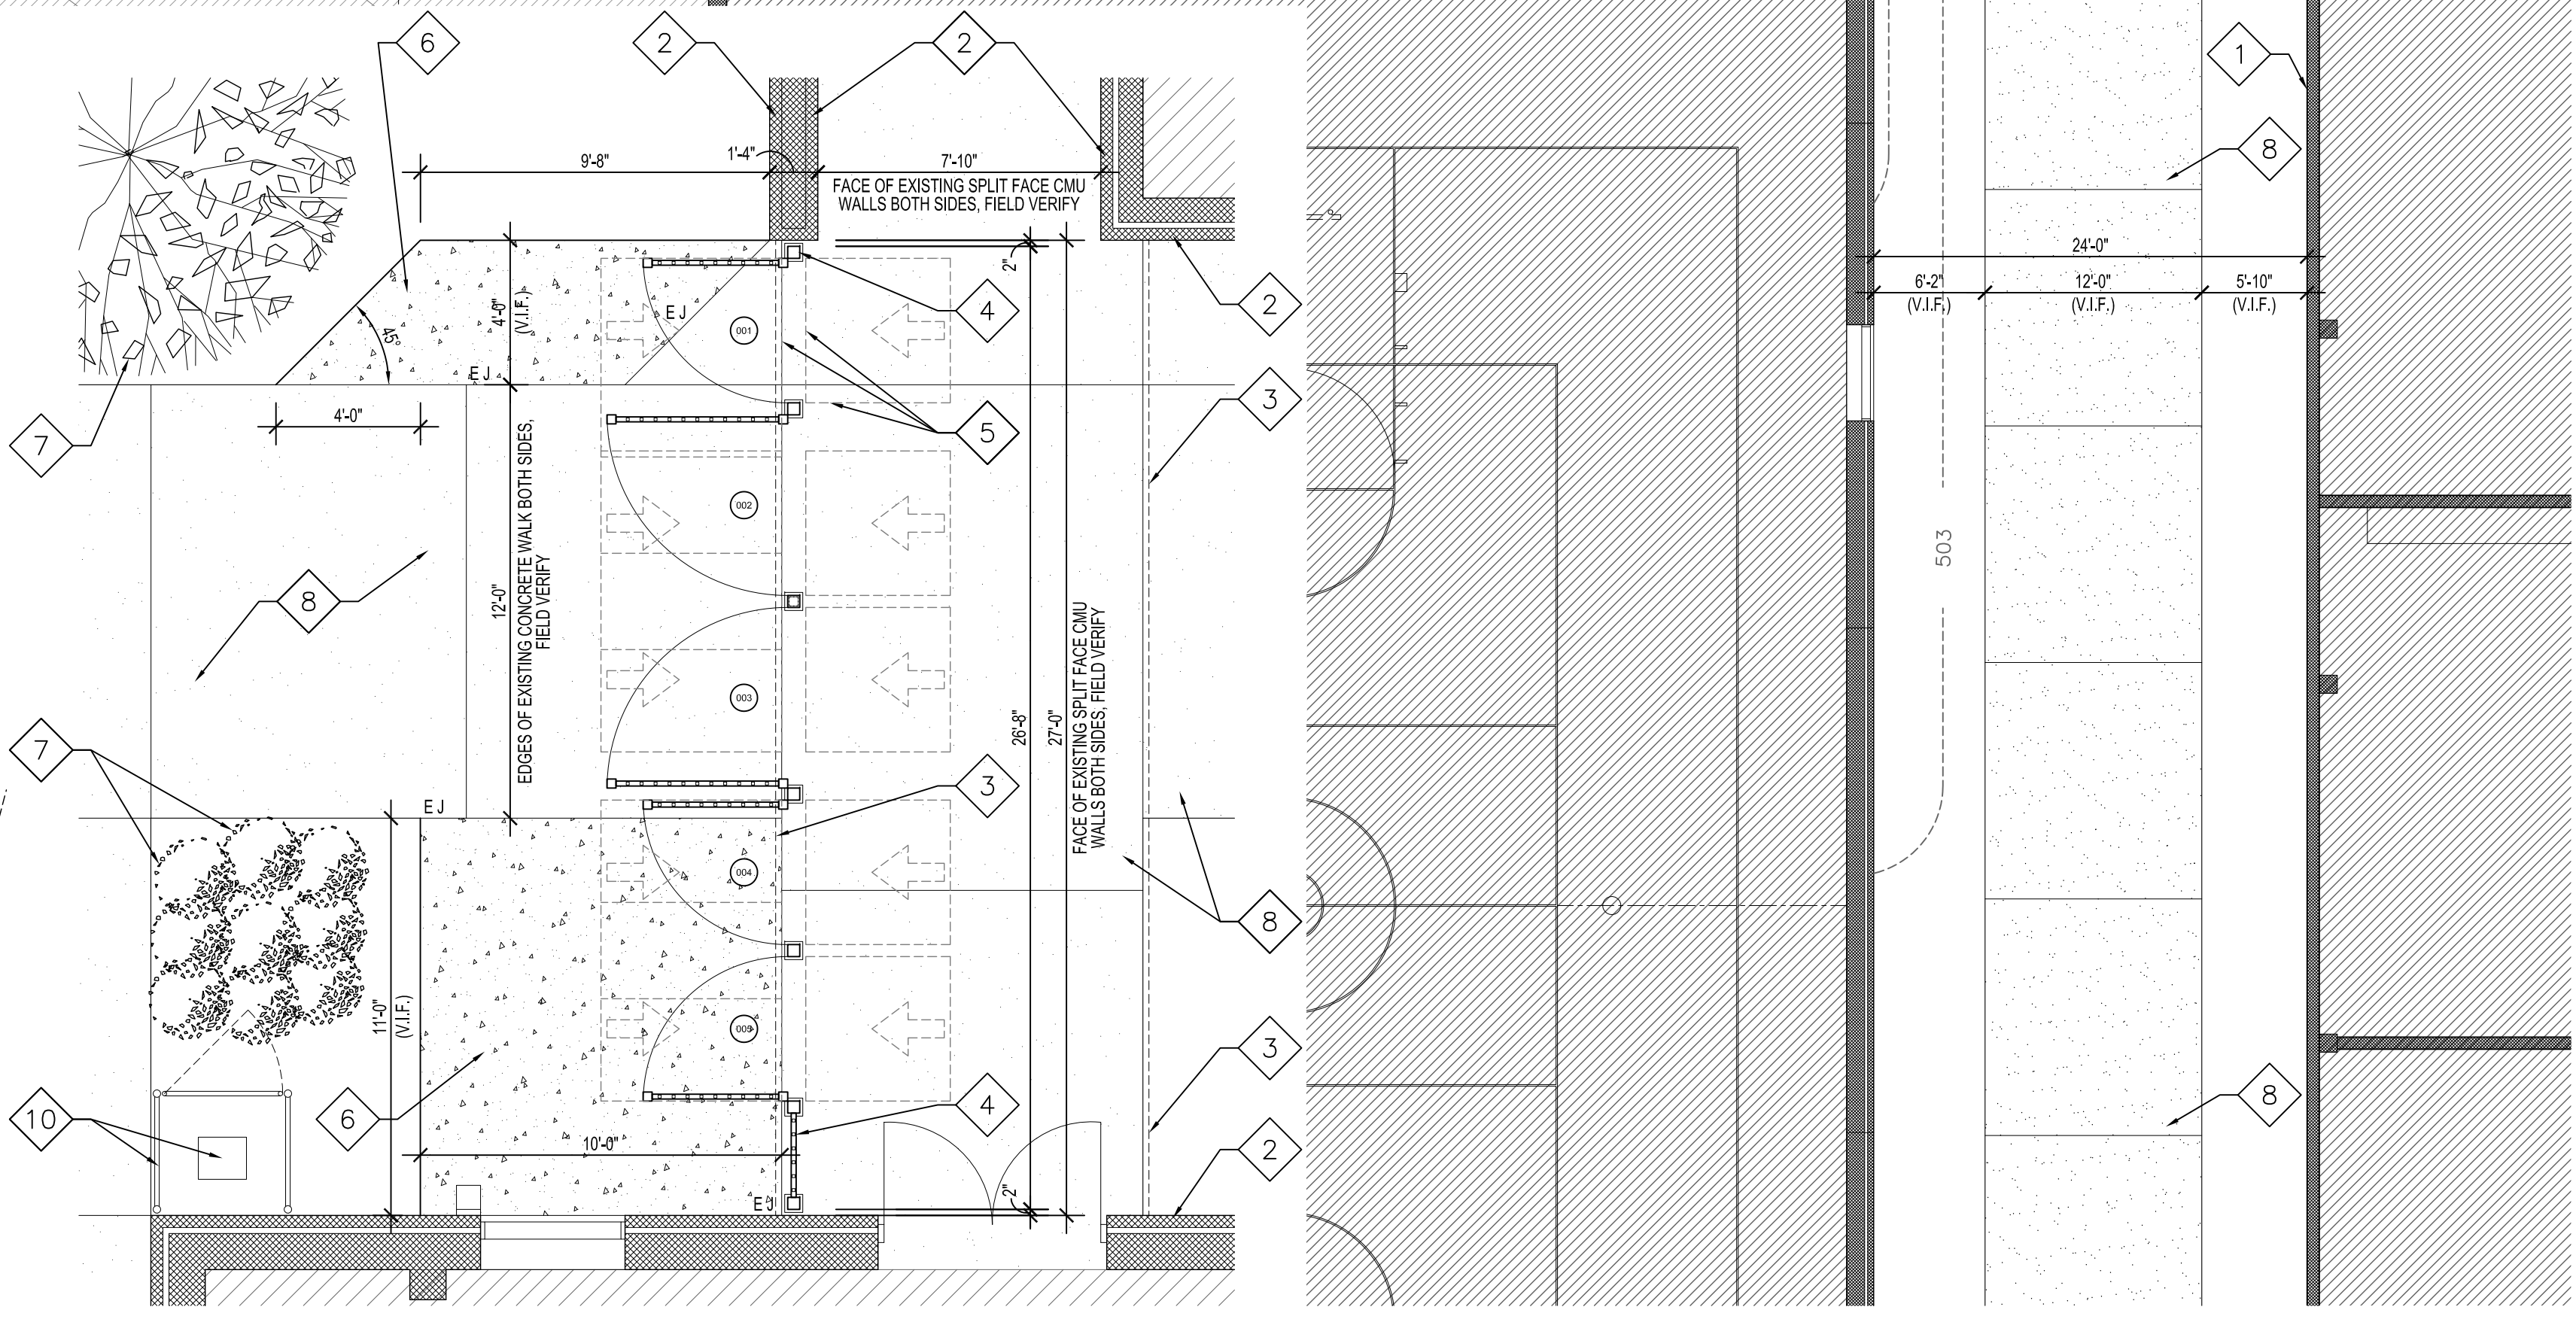 6
2
2
1
8
9'-8"
1'-4"
7'-10"
FACE OF EXISTING SPLIT FACE CMU
WALLS BOTH SIDES, FIELD VERIFY
2"
24'-0"
6'-2"
(V.I.F.)
12'-0"
(V.I.F.)
5'-10"
(V.I.F.)
4'-0"
(V.I.F.)
45°
E J
001
4
2
E J
4'-0"
3
5
7
EDGES OF EXISTING CONCRETE WALK BOTH SIDES,
FIELD VERIFY
12'-0"
002
503
8
003
26'-8"
27'-0"
FACE OF EXISTING SPLIT FACE CMU
WALLS BOTH SIDES, FIELD VERIFY
7
3
E J
004
8
11'-0"
(V.I.F.)
005
3
10
6
4
8
10'-0"
2
2"
E J